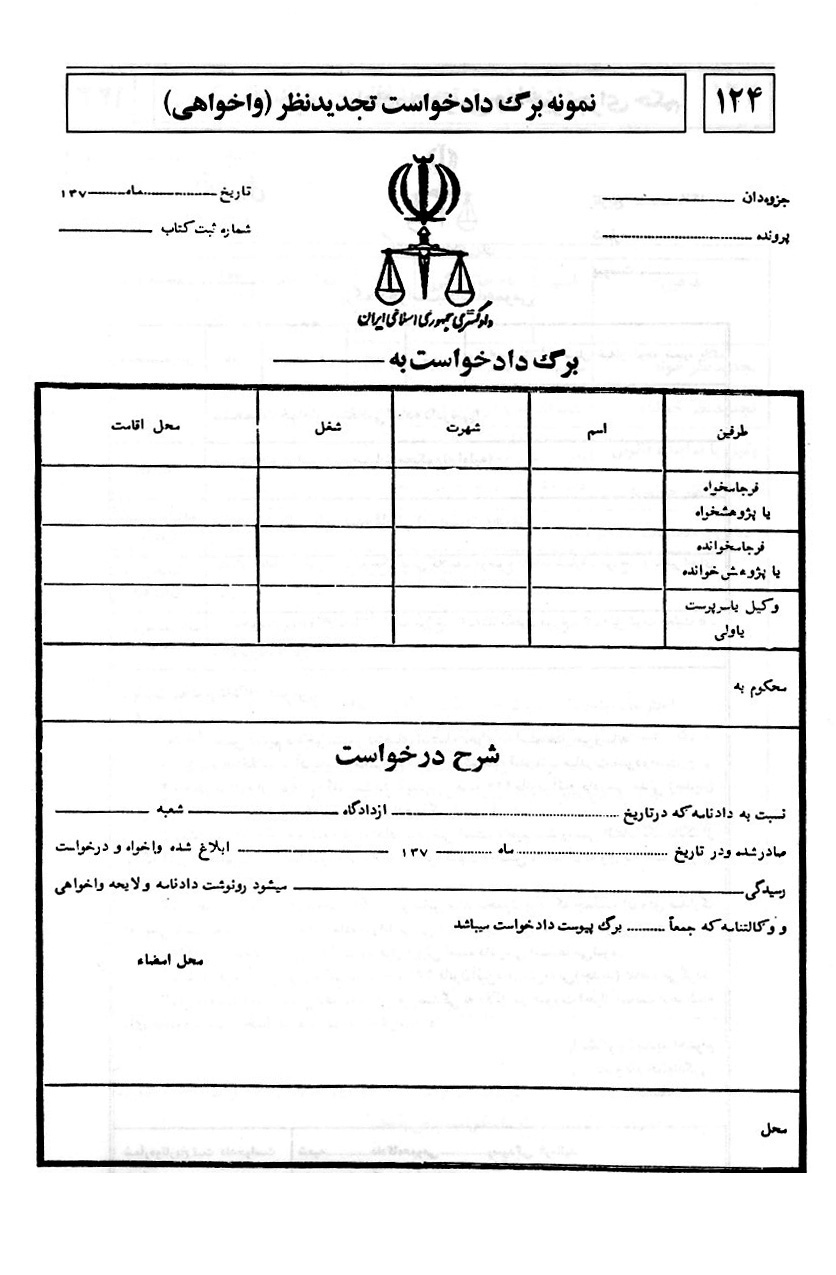 ۱۲۴
نمونه برگ دادخواست تجدیدنظر (واخواهی)
جزوه‌دان
تاریخ ........ ماه ........ ۱۳۷
پرونده ........
شماره ثبت کتاب
دادگستری جمهوری اسلامی ایران
برگ دادخواست به
طرفین اسم شهرت شغل محل اقامت
فرجامخواه
یا پژوهشخواه
فرجامخوانده
یا پژوهش خوانده
وکیل یاسرپرست
یاولی
محکوم به
شرح درخواست
نسبت به دادنامه که درتاریخ ........ ازدادگاه ........ شعبه ........
صادرشده ودر تاریخ ........ ماه ........ ۱۳۷ ........ ابلاغ شده واخواه و درخواست
رسیدگی ........ میشود رونوشت دادنامه ولایحه واخواهی
و وکالتنامه که جمعاً ........ برگ پیوست دادخواست میباشد
محل امضاء
محل